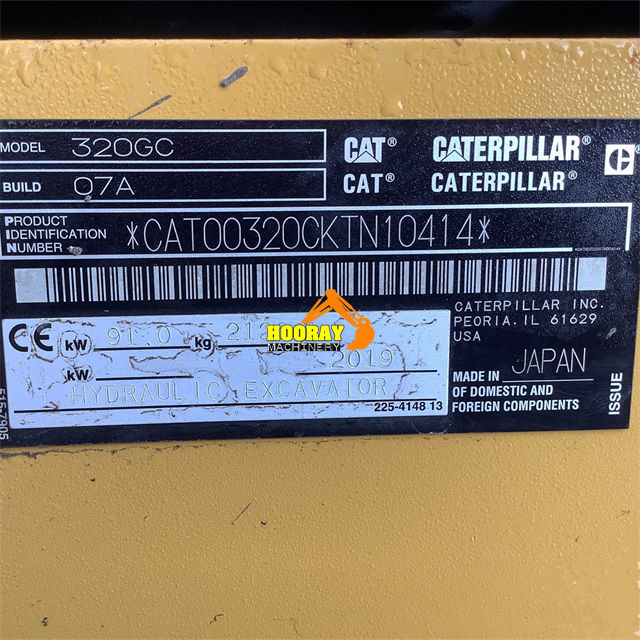 MODEL 320GC CAT® CATERPILLAR®
BUILD 07A CAT® CATERPILLAR®
PRODUCT
IDENTIFICATION
NUMBER *CAT00320CKTN10414*
CATERPILLAR INC.
PEORIA. IL 61629
USA
CE kW 91.0 kg
HOORAY
MACHINERY
kW 2019
HYDRAULIC EXCAVATOR
225-4148 13
MADE IN JAPAN
OF DOMESTIC AND
FOREIGN COMPONENTS
ISSUE